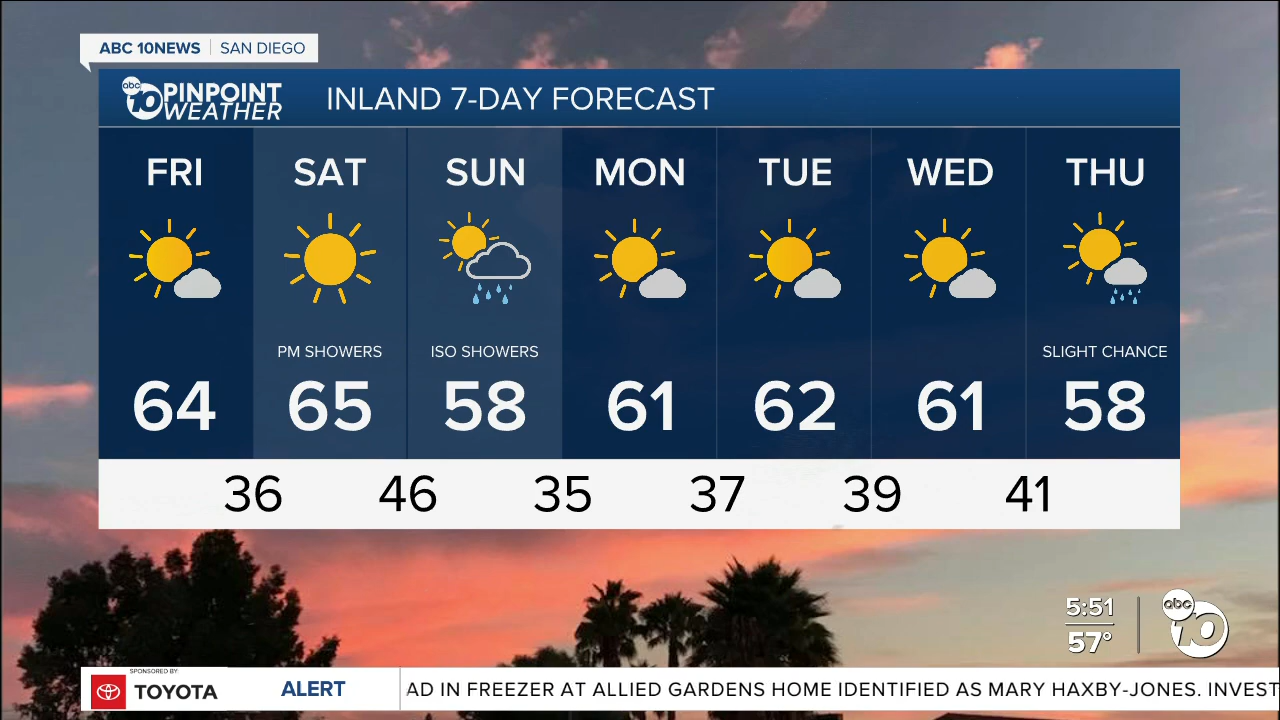 ABC 10NEWS | SAN DIEGO
abc 10 PINPOINT WEATHER
INLAND 7-DAY FORECAST
FRI SAT SUN MON TUE WED THU
PM SHOWERS ISO SHOWERS SLIGHT CHANCE
64 65 58 61 62 61 58
36 46 35 37 39 41
5:51
57°
abc 10
SPONSORED BY:
TOYOTA
ALERT
AD IN FREEZER AT ALLIED GARDENS HOME IDENTIFIED AS MARY HAXBY-JONES. INVEST